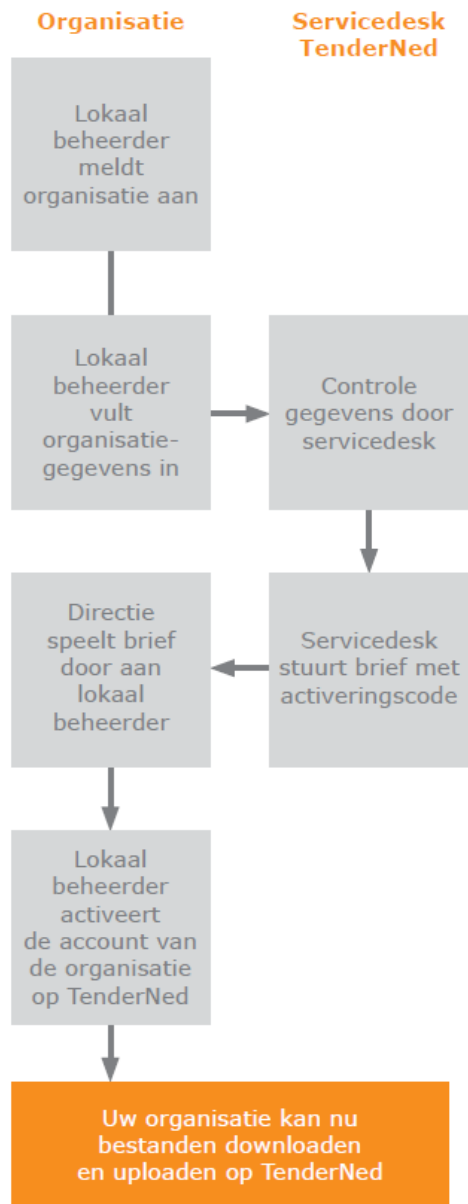 Organisatie
Servicedesk
TenderNed
Lokaal
beheerder
meldt
organisatie aan
Lokaal
beheerder
vult
organisatie-
gegevens in
Controle
gegevens door
servicedesk
Servicedesk
stuurt brief met
activeringscode
Directie
speelt brief
door aan
lokaal
beheerder
Lokaal
beheerder
activeert
de account van
de organisatie
op TenderNed
Uw organisatie kan nu
bestanden downloaden
en uploaden op TenderNed